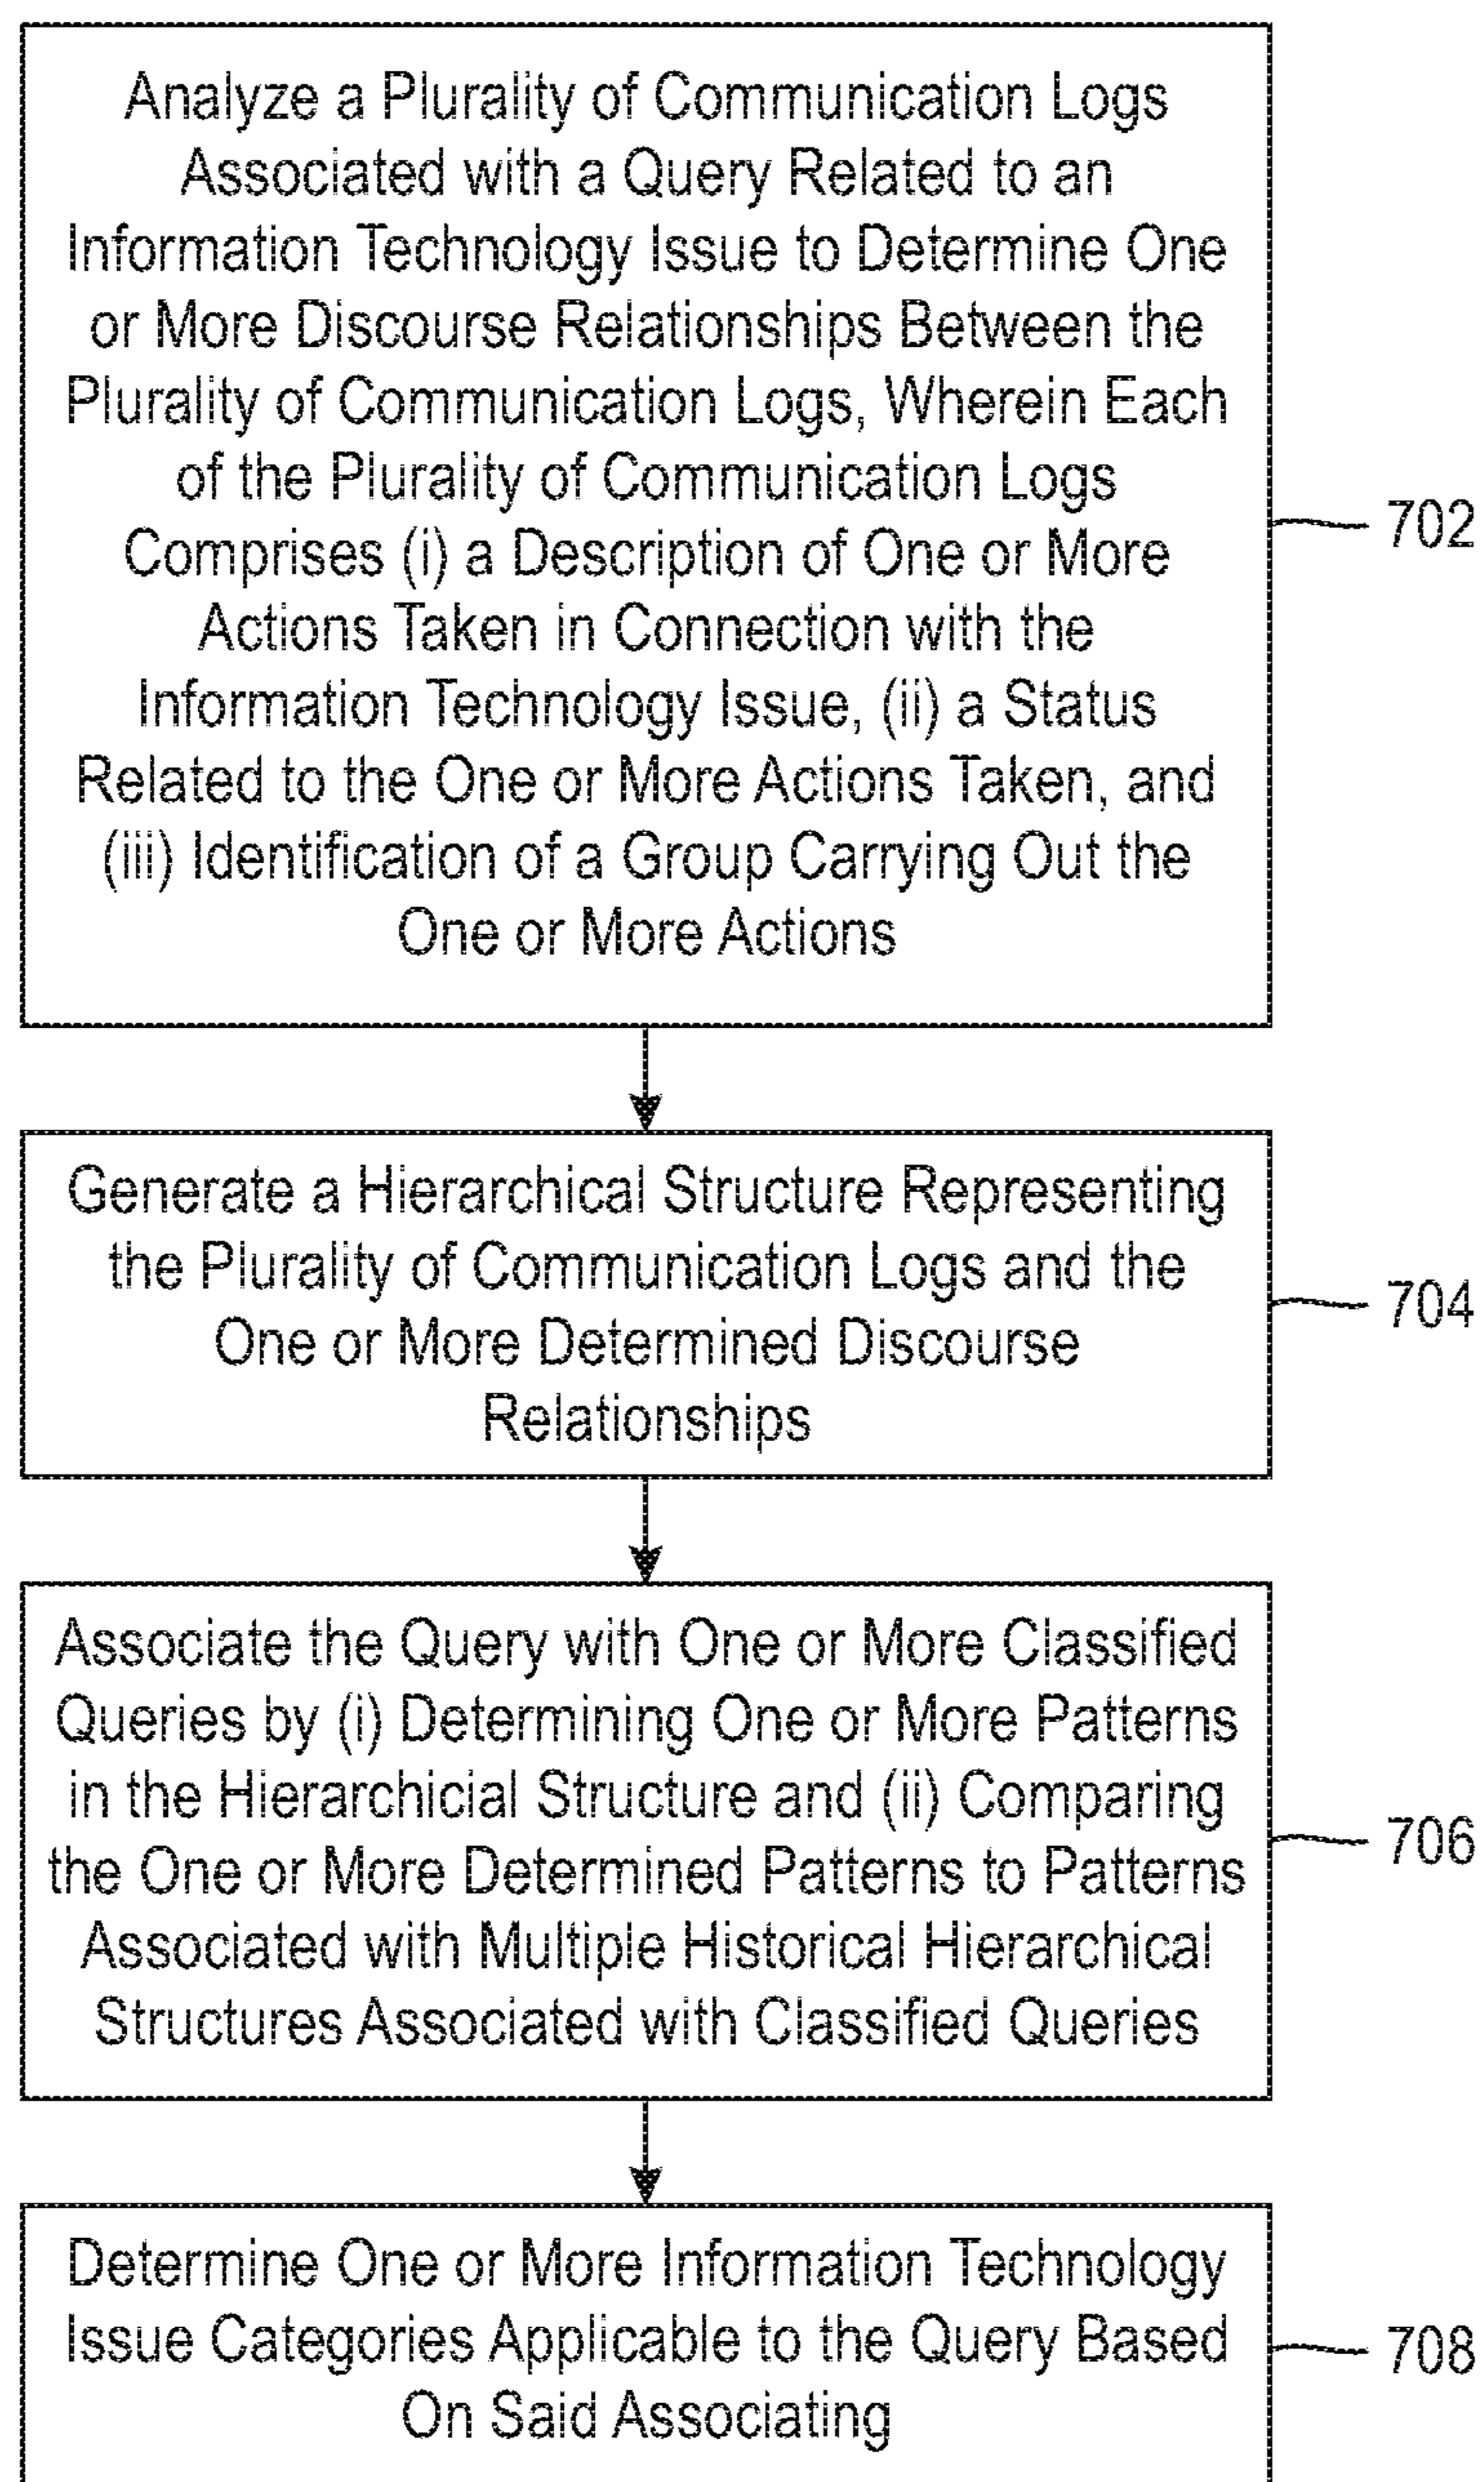 Analyze a Plurality of Communication Logs
Associated with a Query Related to an
Information Technology Issue to Determine One
or More Discourse Relationships Between the
Plurality of Communication Logs, Wherein Each
of the Plurality of Communication Logs
Comprises (i) a Description of One or More
Actions Taken in Connection with the
Information Technology Issue, (ii) a Status
Related to the One or More Actions Taken, and
(iii) Identification of a Group Carrying Out the
One or More Actions
702
Generate a Hierarchical Structure Representing
the Plurality of Communication Logs and the
One or More Determined Discourse
Relationships
704
Associate the Query with One or More Classified
Queries by (i) Determining One or More Patterns
in the Hierarchicial Structure and (ii) Comparing
the One or More Determined Patterns to Patterns
Associated with Multiple Historical Hierarchical
Structures Associated with Classified Queries
706
Determine One or More Information Technology
Issue Categories Applicable to the Query Based
On Said Associating
708